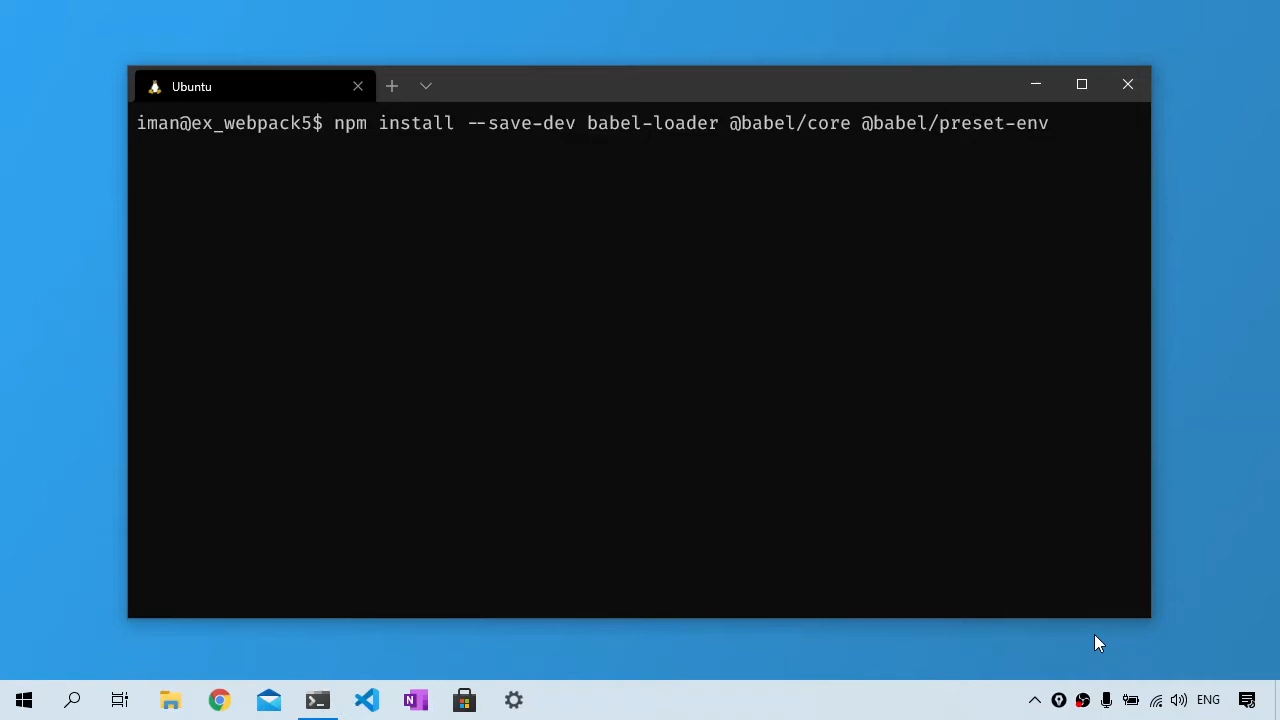 Ubuntu
iman@ex_webpack5$ npm install --save-dev babel-loader @babel/core @babel/preset-env
ENG